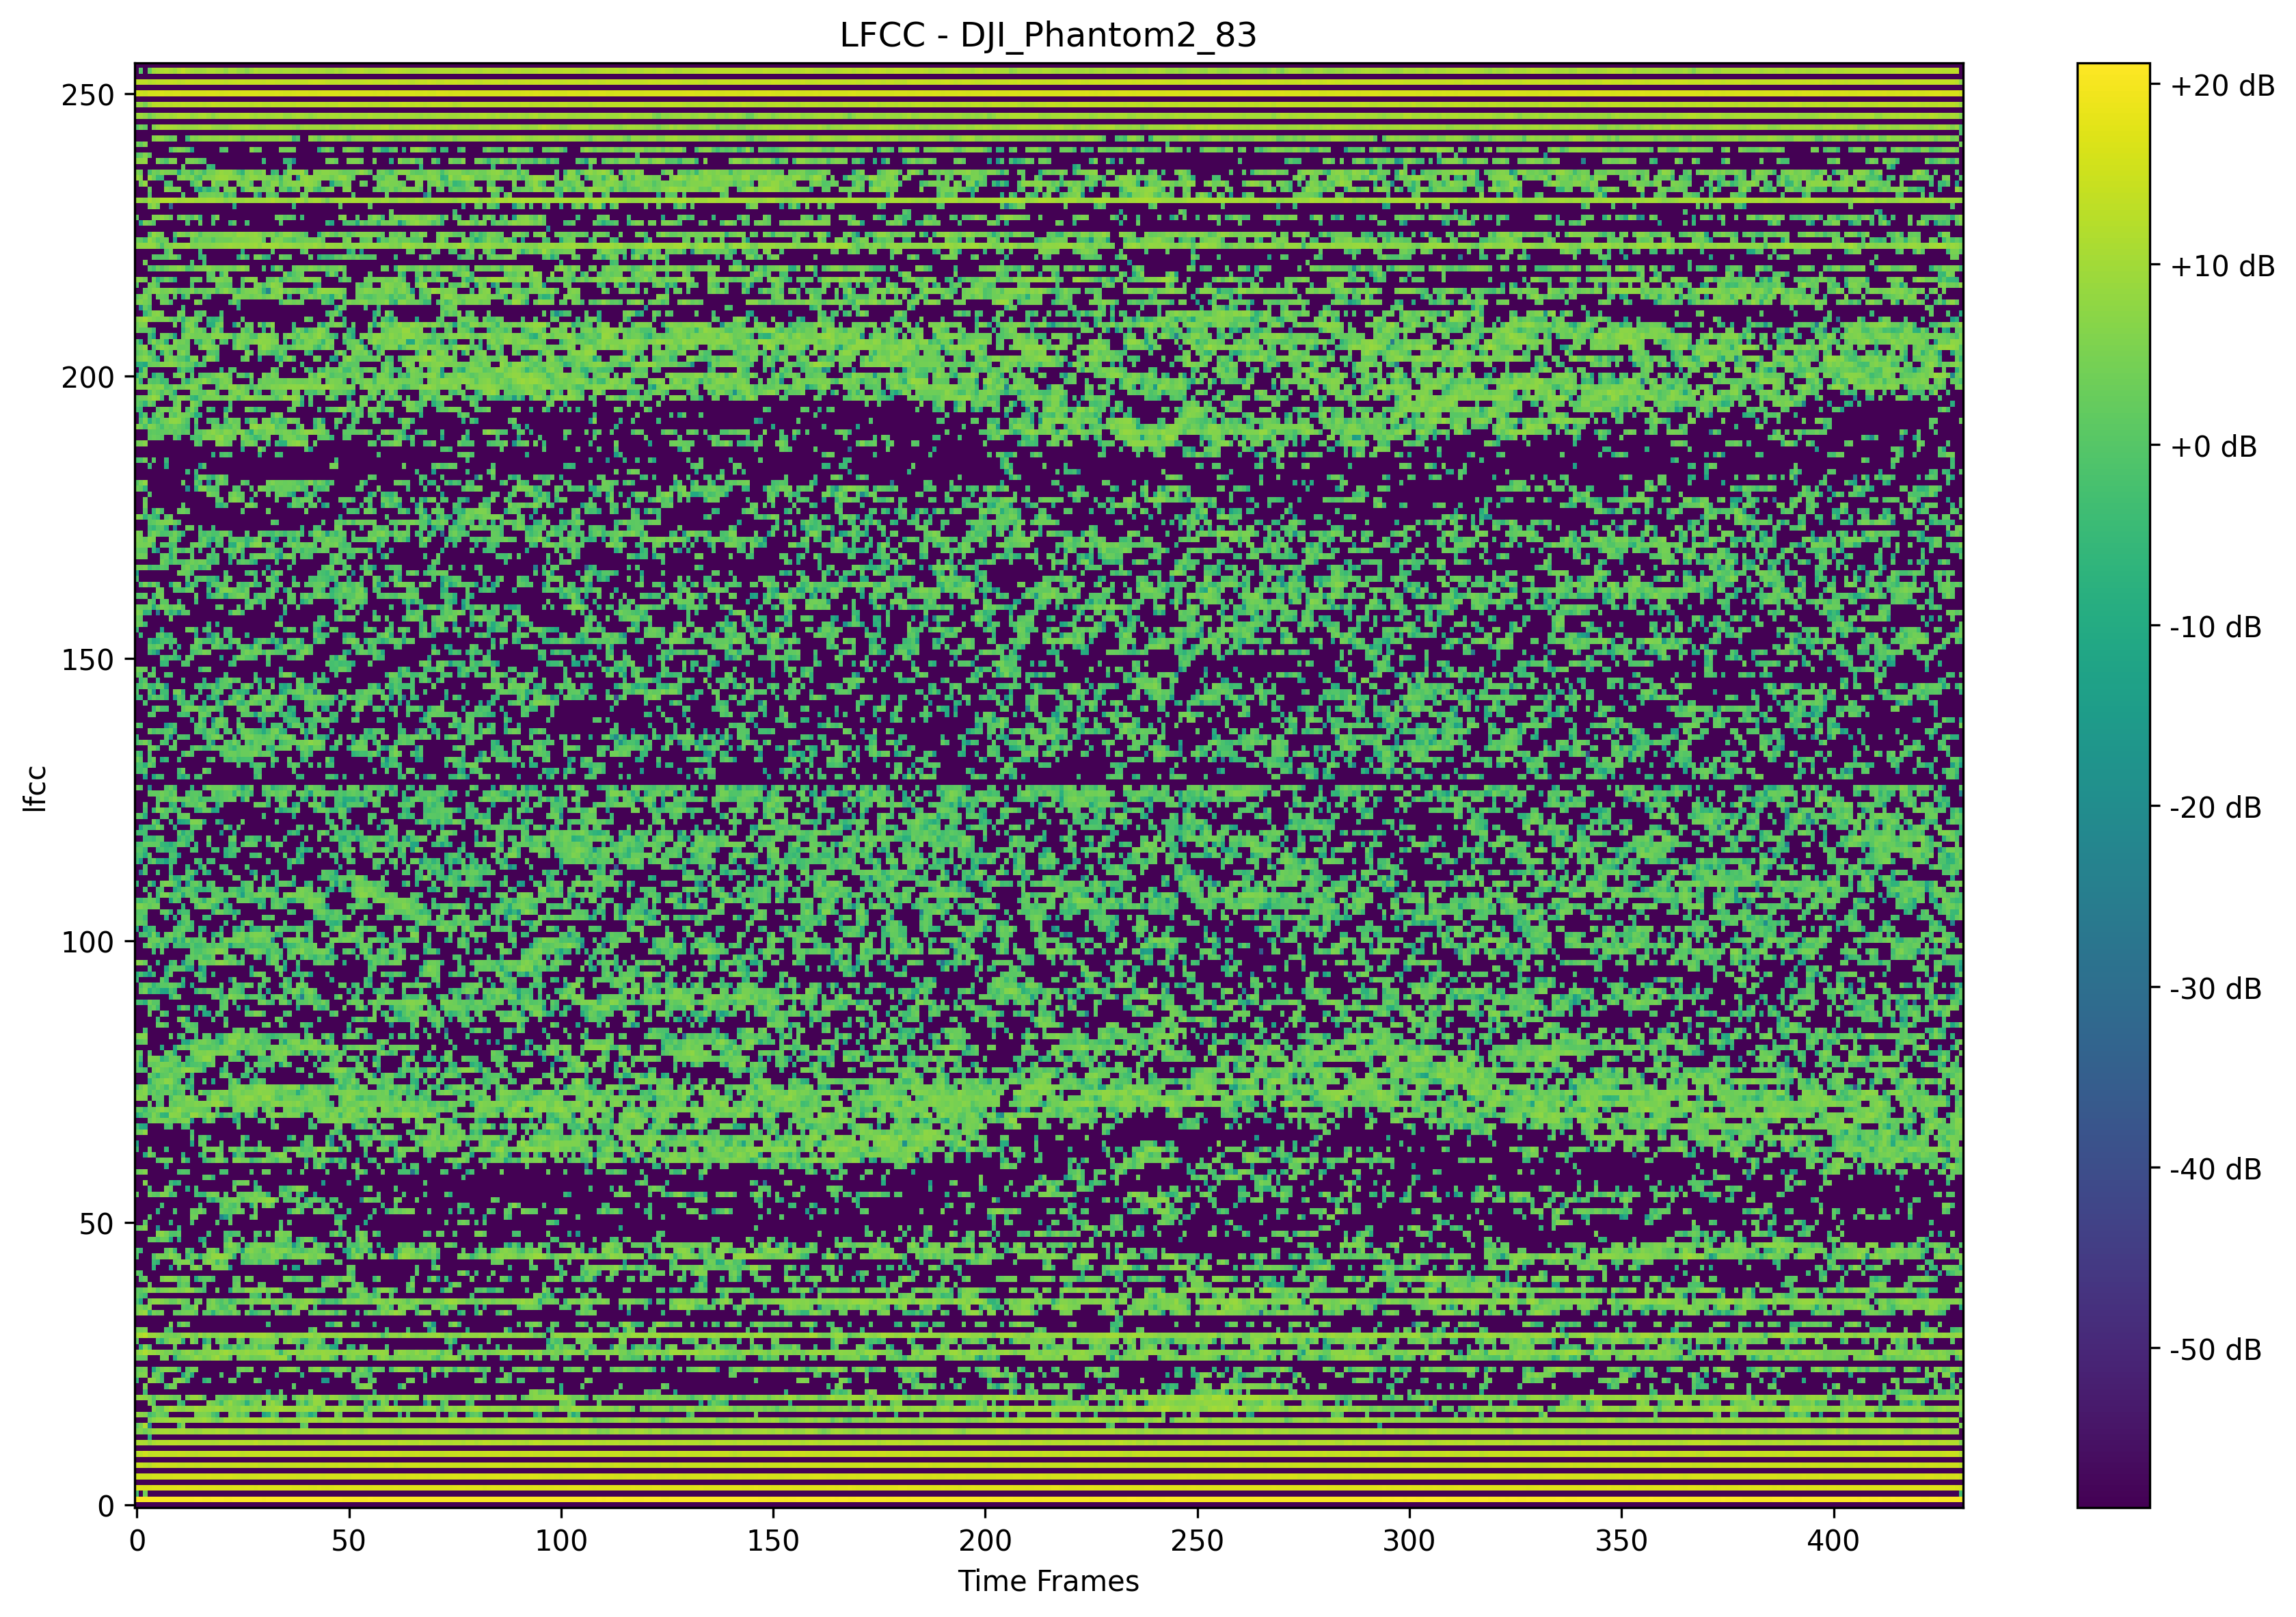 LFCC - DJI_Phantom2_83
250
200
150
100
50
0
lfcc
0 50 100 150 200 250 300 350 400
Time Frames
+20 dB
+10 dB
+0 dB
-10 dB
-20 dB
-30 dB
-40 dB
-50 dB